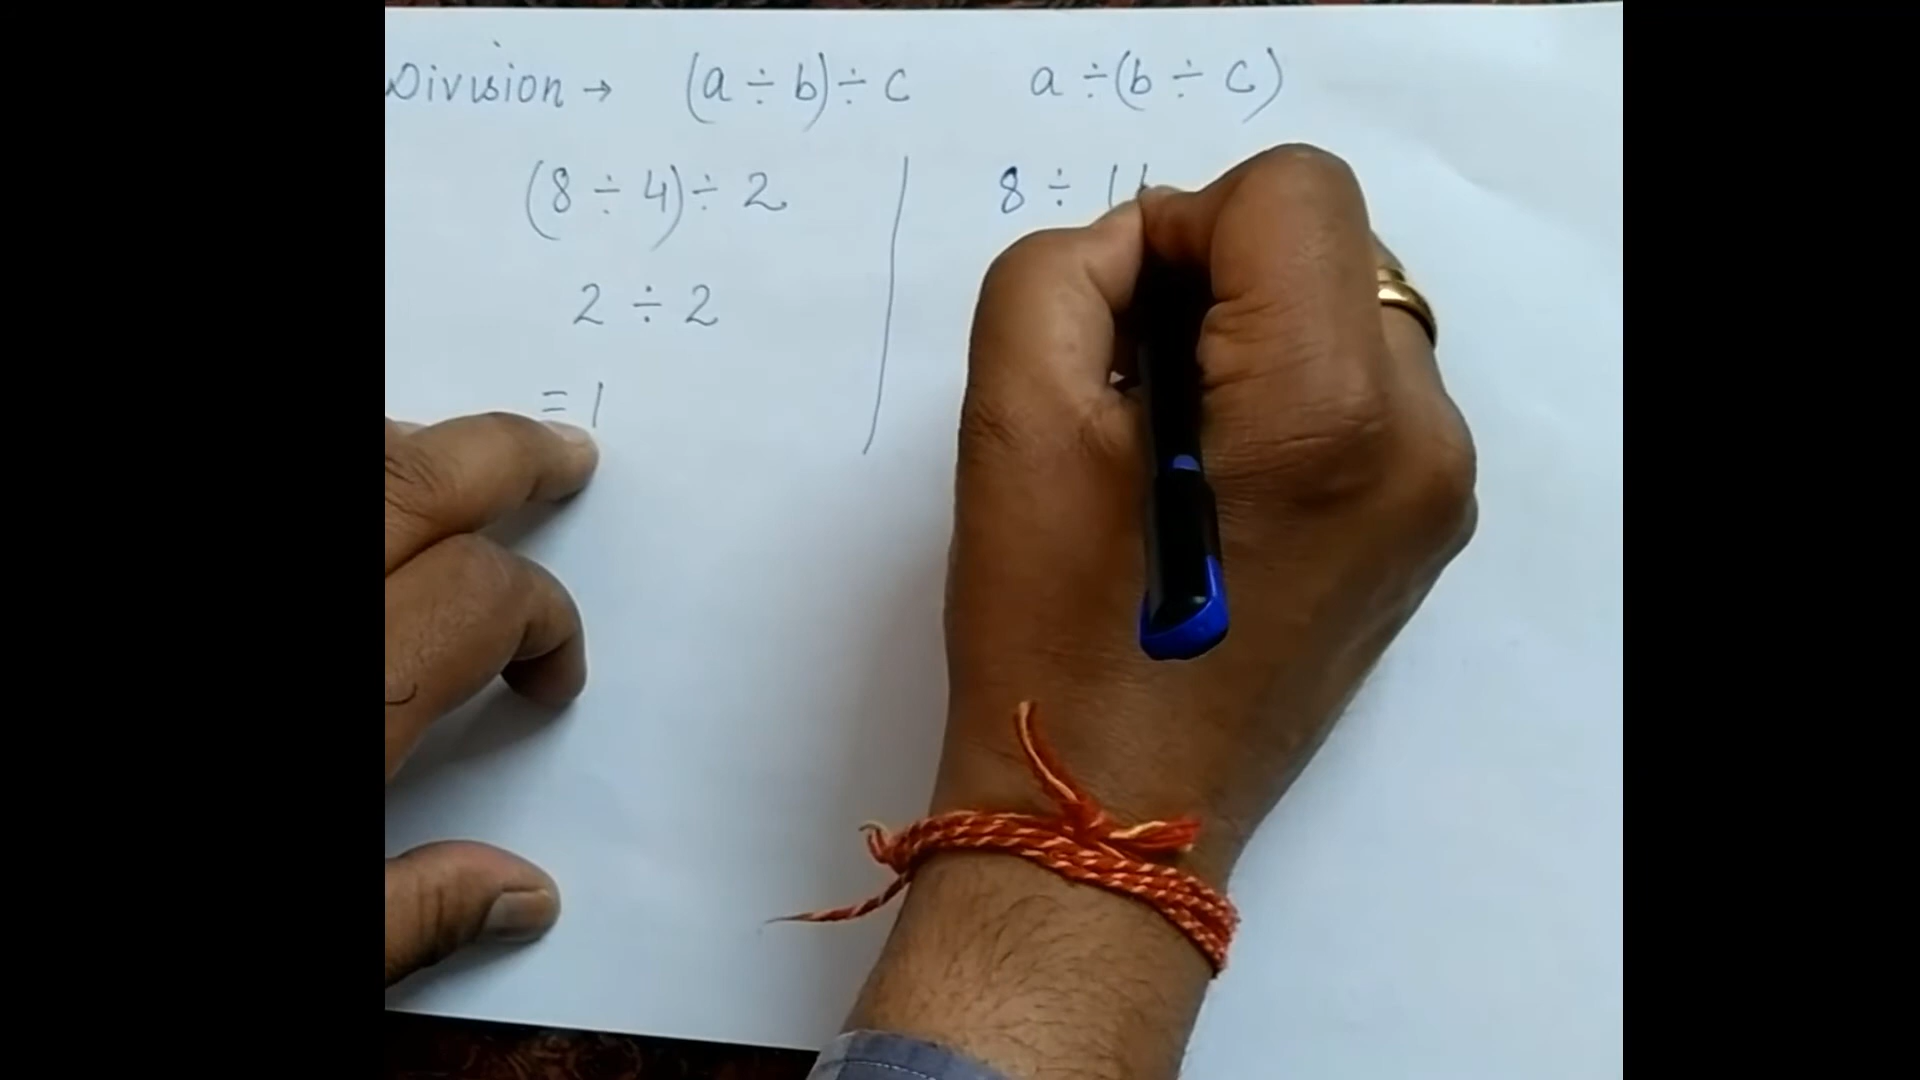 Division → (a ÷ b) ÷ c a ÷ (b ÷ c)
(8 ÷ 4) ÷ 2 8 ÷ (
2 ÷ 2
= 1